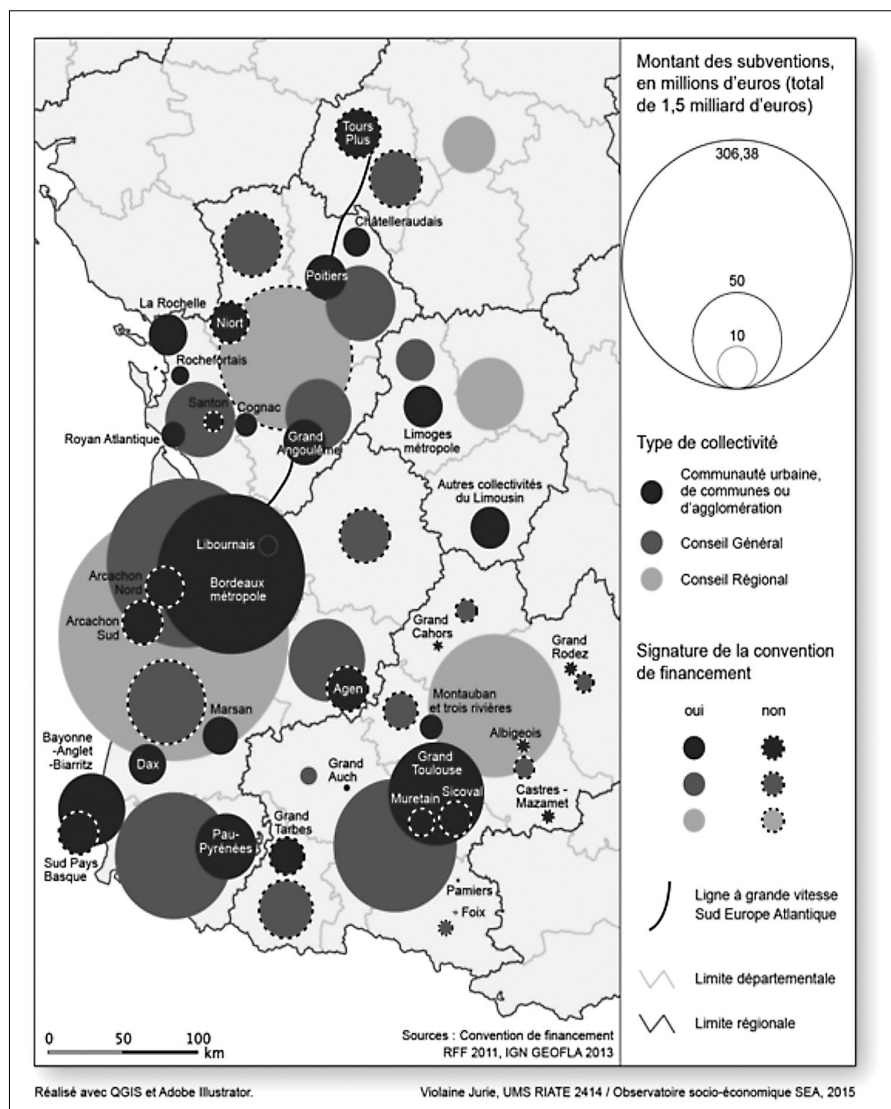 Tours
Plus
Châtelleraudais
Poitiers
La Rochelle
Niort
Rochefortais
Santon
Cognac
Royan Atlantique
Grand
Angoulême
Limoges
métropole
Autres collectivités
du Limousin
Libournais
Bordeaux
métropole
Arcachon
Nord
Arcachon
Sud
Grand
Cahors
Grand
Rodez
Agen
Montauban
et trois rivières
Marsan
Albigeois
Bayonne
-Anglet
-Biarritz
Dax
Grand
Auch
Grand
Toulouse
Sicoval
Muretain
Castres -
Mazamet
Pau-
Pyrénées
Grand
Tarbes
Sud Pays
Basque
Pamiers
Foix
0 50 100
km
Sources : Convention de financement
RFF 2011, IGN GEOFLA 2013
Montant des subventions,
en millions d'euros (total
de 1,5 milliard d'euros)
306,38
50
10
Type de collectivité
Communauté urbaine,
de communes ou
d'agglomération
Conseil Général
Conseil Régional
Signature de la convention
de financement
oui non
Ligne à grande vitesse
Sud Europe Atlantique
Limite départementale
Limite régionale
Réalisé avec QGIS et Adobe Illustrator.
Violaine Jurie, UMS RIATE 2414 / Observatoire socio-économique SEA, 2015